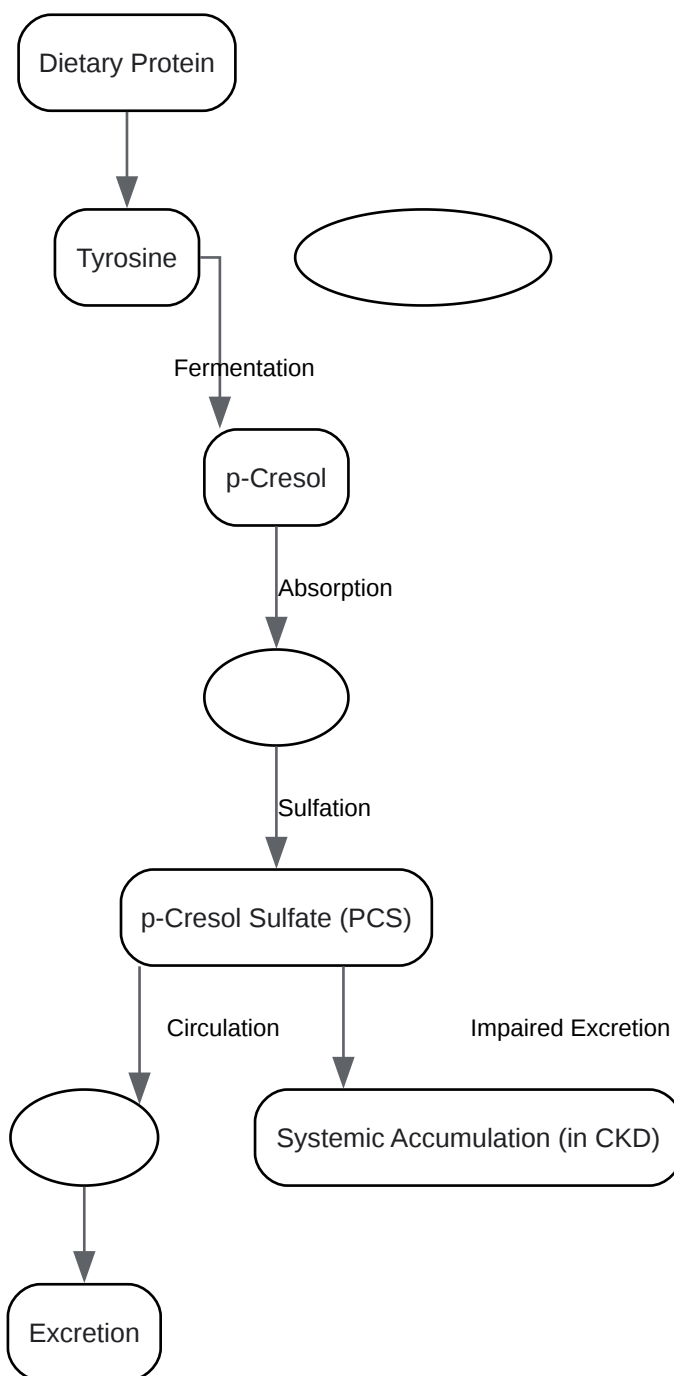 Dietary Protein
Tyrosine
Fermentation
p-Cresol
Absorption
Sulfation
p-Cresol Sulfate (PCS)
Circulation
Impaired Excretion
Systemic Accumulation (in CKD)
Excretion